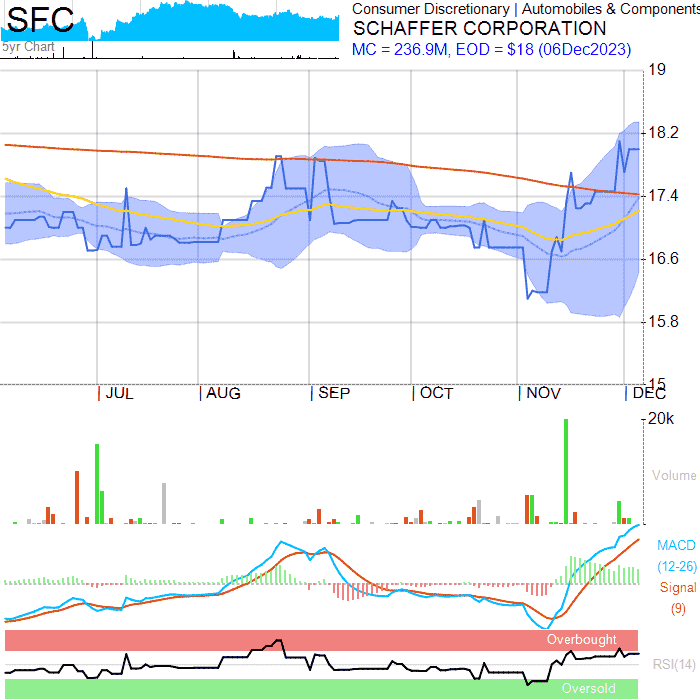 SFC
5yr Chart
Consumer Discretionary | Automobiles & Components
SCHAFFER CORPORATION
MC = 236.9M, EOD = $18 (06Dec2023)
19
18.2
17.4
16.6
15.8
15
JUL AUG SEP OCT NOV DEC
20k
Volume
MACD
(12-26)
Signal
(9)
Overbought
RSI(14)
Oversold